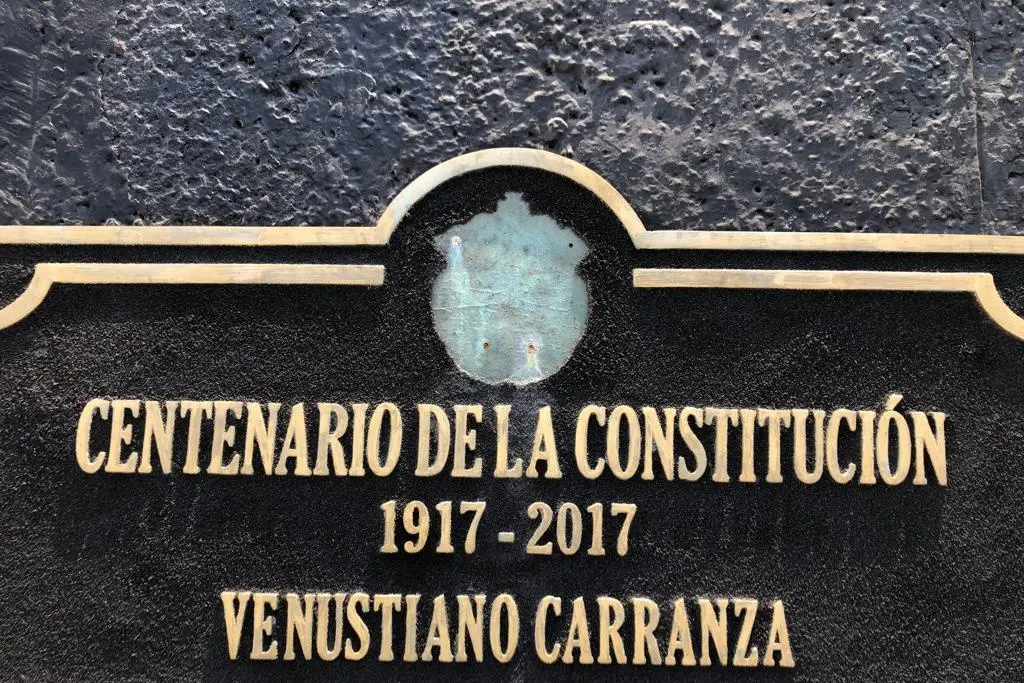 CENTENARIO DE LA CONSTITUCIÓN
1917 - 2017
VENUSTIANO CARRANZA